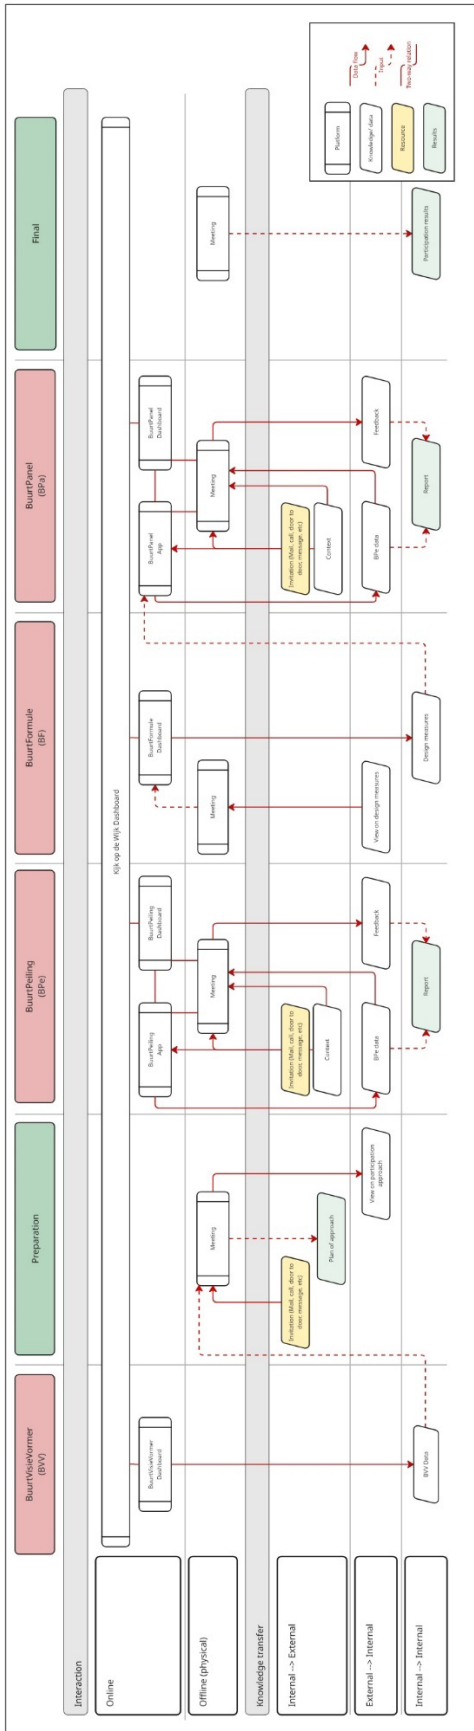 BuurtVisieVormer
(BVV)
Preparation
BuurtPeiling
(BPe)
BuurtFormule
(BF)
BuurtPanel
(BPa)
Final
Interaction
Online
Kijk op de Wijk Dashboard
BuurtVisieVormer
Dashboard
BuurtPeiling
App
BuurtPeiling
Dashboard
BuurtFormule
Dashboard
BuurtPanel
App
BuurtPanel
Dashboard
Offline (physical)
Meeting
Meeting
Meeting
Meeting
Meeting
Knowledge transfer
Internal --> External
Invitation (Mail, call, door to
door, message, etc)
Plan of approach
Invitation (Mail, call, door to
door, message, etc)
Context
Invitation (Mail, call, door to
door, message, etc)
Context
External --> Internal
View on participation
approach
BPe data
Feedback
View on design measures
BPe data
Feedback
Internal --> Internal
BVV Data
Report
Design measures
Report
Participation results
Platform
Knowledge/ data
Resource
Results
Data flow
Input
Two-way relation